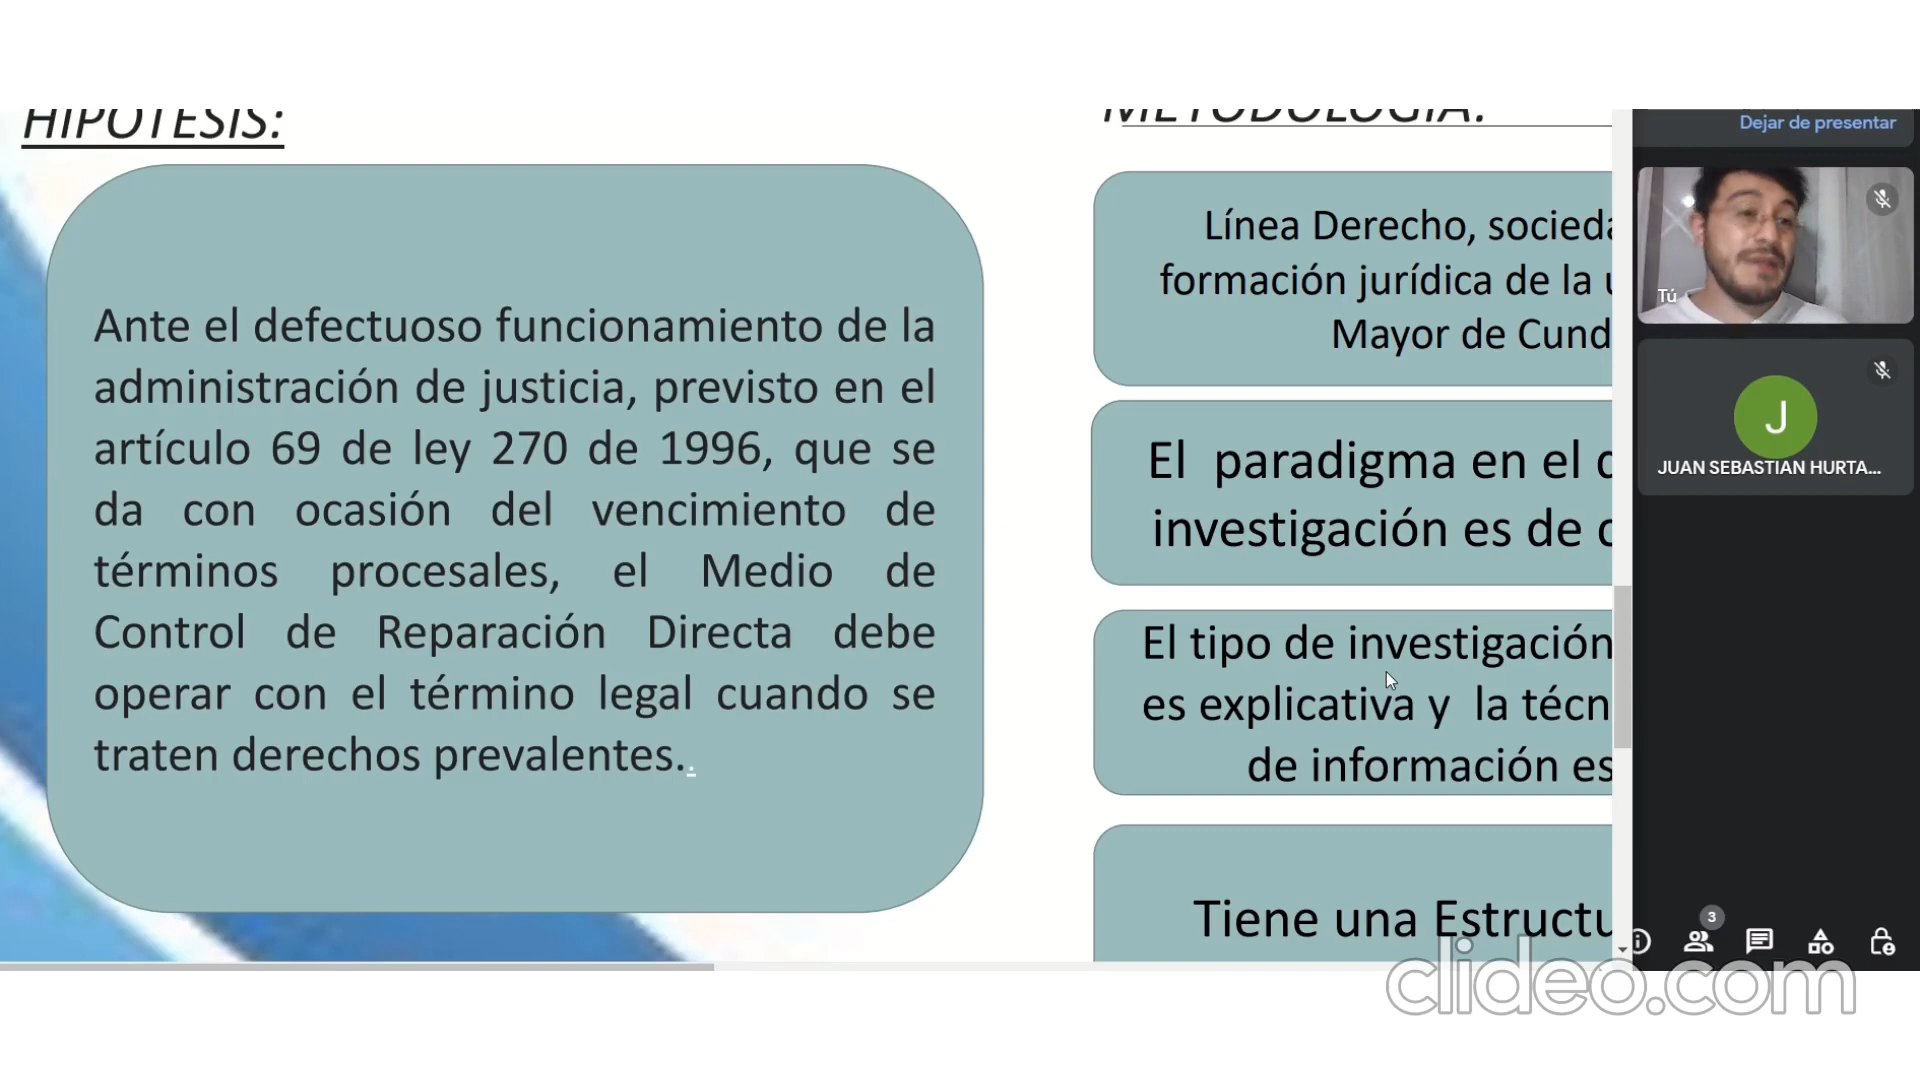 HIPÓTESIS:
Ante el defectuoso funcionamiento de la
administración de justicia, previsto en el
artículo 69 de ley 270 de 1996, que se
da con ocasión del vencimiento de
términos procesales, el Medio de
Control de Reparación Directa debe
operar con el término legal cuando se
traten derechos prevalentes..
METODOLOGÍA:
Línea Derecho, socieda
formación jurídica de la u
Mayor de Cund
El paradigma en el
investigación es de
El tipo de investigación
es explicativa y la técn
de información es
Tiene una Estructu
Dejar de presentar
Tú
J
JUAN SEBASTIAN HURTA...
3
clideo.com